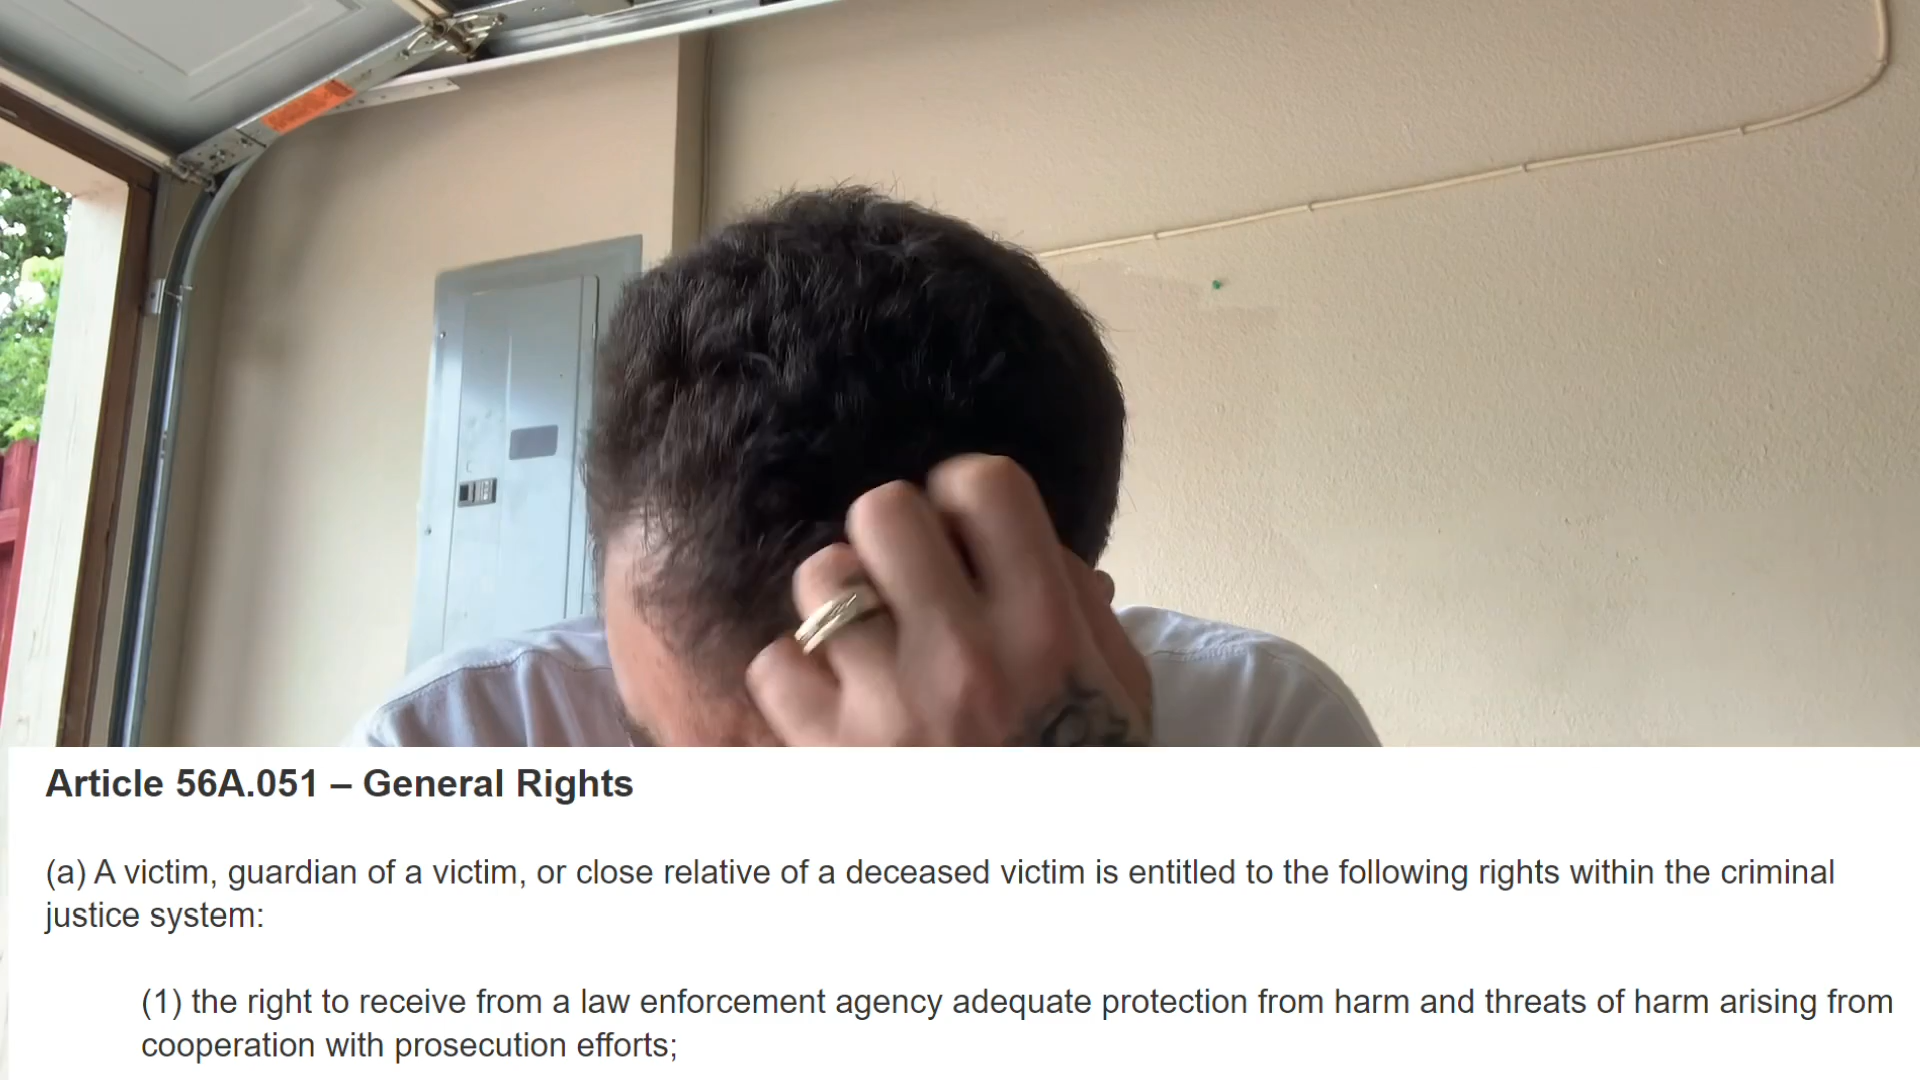 Article 56A.051 – General Rights
(a) A victim, guardian of a victim, or close relative of a deceased victim is entitled to the following rights within the criminal
justice system:
(1) the right to receive from a law enforcement agency adequate protection from harm and threats of harm arising from
cooperation with prosecution efforts;